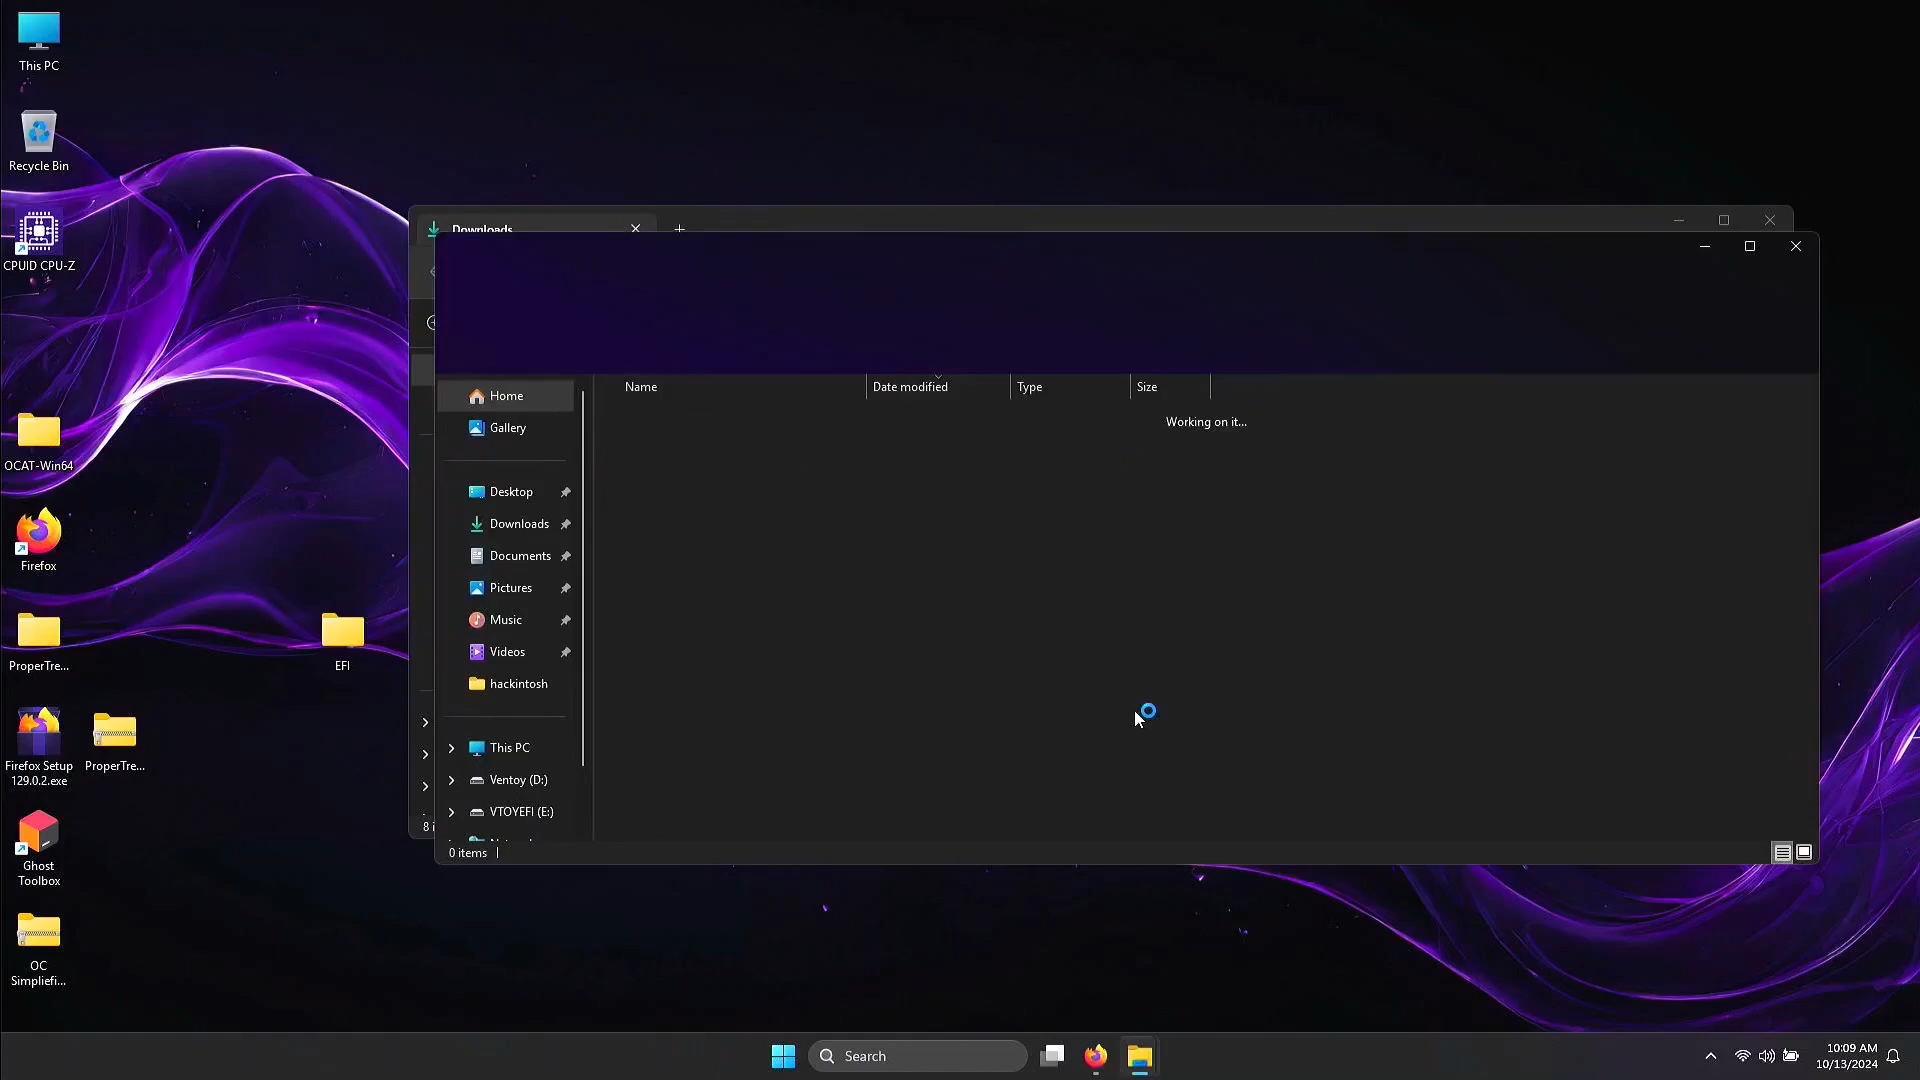 This PC
Recycle Bin
CPUID CPU-Z
OCAT-Win64
Firefox
ProperTre...
EFI
Firefox Setup
129.0.2.exe
ProperTre...
Ghost
Toolbox
OC
Simpliefi...
Downloads
8 i
Home
Gallery
Desktop
Downloads
Documents
Pictures
Music
Videos
hackintosh
This PC
Ventoy (D:)
VTOYEFI (E:)
Name
Date modified
Type
Size
Working on it...
0 items
Search
10:09 AM
10/13/2024